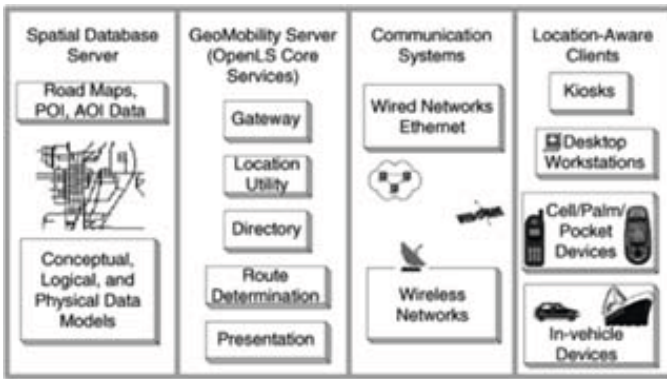 Spatial Database
Server
Road Maps,
POI, AOI Data
Conceptual,
Logical, and
Physical Data
Models
GeoMobility Server
(OpenLS Core
Services)
Gateway
Location
Utility
Directory
Route
Determination
Presentation
Communication
Systems
Wired Networks
Ethernet
Wireless
Networks
Location-Aware
Clients
Kiosks
Desktop
Workstations
Cell/Palm/
Pocket
Devices
In-vehicle
Devices